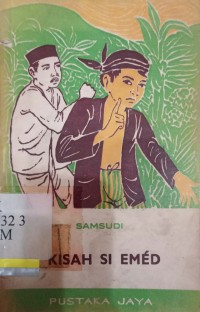 SAMSUDI
KISAH SI EMÉD
PUSTAKA JAYA
32 3
M